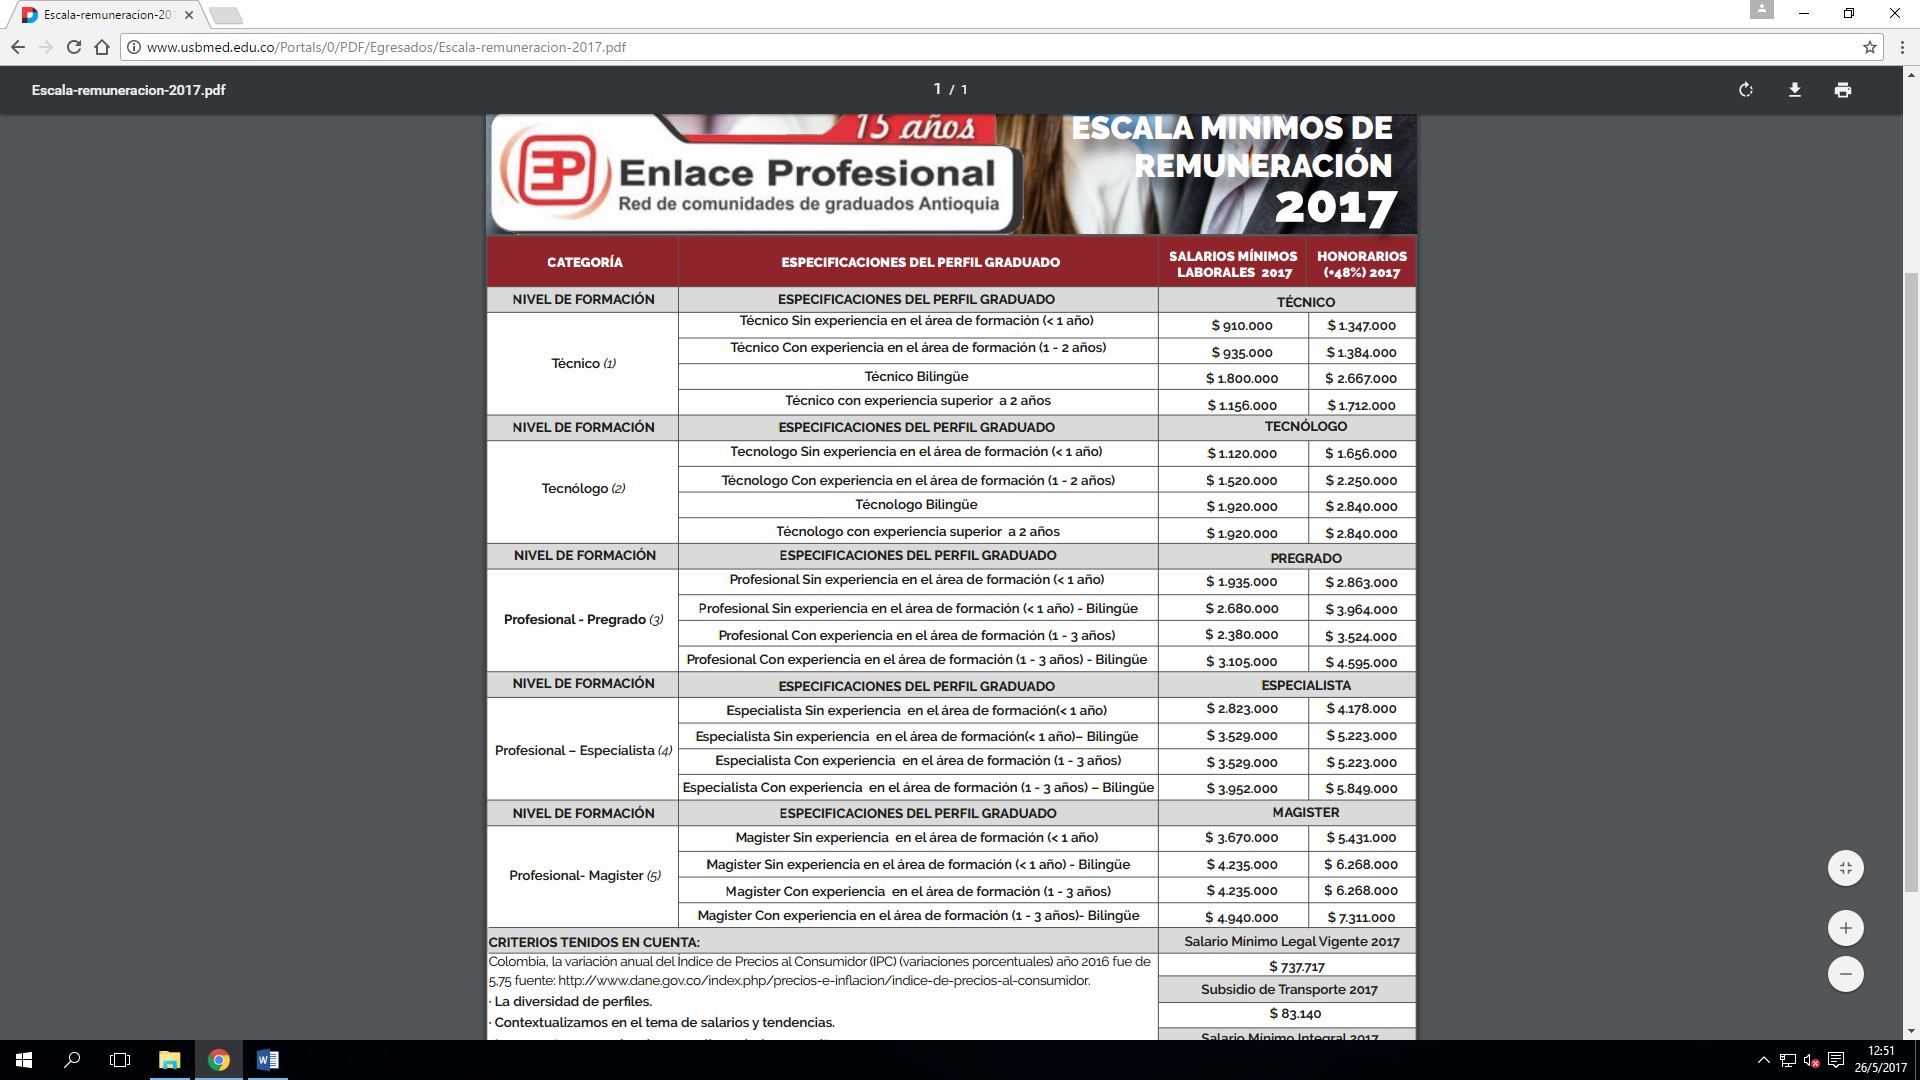 Escala-remuneracion-201
www.usbmed.edu.co/Portals/0/PDF/Egresados/Escala-remuneracion-2017.pdf
Escala-remuneracion-2017.pdf
1 / 1
15 años
EP
Enlace Profesional
Red de comunidades de graduados Antioquia
ESCALA MINIMOS DE
REMUNERACIÓN
2017
CATEGORÍA ESPECIFICACIONES DEL PERFIL GRADUADO SALARIOS MÍNIMOS LABORALES 2017 HONORARIOS (+48%) 2017
NIVEL DE FORMACIÓN ESPECIFICACIONES DEL PERFIL GRADUADO TÉCNICO
Técnico (1)
Técnico Sin experiencia en el área de formación (< 1 año) $ 910.000 $ 1.347.000
Técnico Con experiencia en el área de formación (1 - 2 años) $ 935.000 $ 1.384.000
Técnico Bilingüe $ 1.800.000 $ 2.667.000
Técnico con experiencia superior a 2 años $ 1.156.000 $ 1.712.000
NIVEL DE FORMACIÓN ESPECIFICACIONES DEL PERFIL GRADUADO TECNÓLOGO
Tecnólogo (2)
Tecnologo Sin experiencia en el área de formación (< 1 año) $ 1.120.000 $ 1.656.000
Técnologo Con experiencia en el área de formación (1 - 2 años) $ 1.520.000 $ 2.250.000
Técnologo Bilingüe $ 1.920.000 $ 2.840.000
Técnologo con experiencia superior a 2 años $ 1.920.000 $ 2.840.000
NIVEL DE FORMACIÓN ESPECIFICACIONES DEL PERFIL GRADUADO PREGRADO
Profesional - Pregrado (3)
Profesional Sin experiencia en el área de formación (< 1 año) $ 1.935.000 $ 2.863.000
Profesional Sin experiencia en el área de formación (< 1 año) - Bilingüe $ 2.680.000 $ 3.964.000
Profesional Con experiencia en el área de formación (1 - 3 años) $ 2.380.000 $ 3.524.000
Profesional Con experiencia en el área de formación (1 - 3 años) - Bilingüe $ 3.105.000 $ 4.595.000
NIVEL DE FORMACIÓN ESPECIFICACIONES DEL PERFIL GRADUADO ESPECIALISTA
Profesional – Especialista (4)
Especialista Sin experiencia en el área de formación(< 1 año) $ 2.823.000 $ 4.178.000
Especialista Sin experiencia en el área de formación(< 1 año)– Bilingüe $ 3.529.000 $ 5.223.000
Especialista Con experiencia en el área de formación (1 - 3 años) $ 3.529.000 $ 5.223.000
Especialista Con experiencia en el área de formación (1 - 3 años) – Bilingüe $ 3.952.000 $ 5.849.000
NIVEL DE FORMACIÓN ESPECIFICACIONES DEL PERFIL GRADUADO MAGISTER
Profesional- Magister (5)
Magister Sin experiencia en el área de formación (< 1 año) $ 3.670.000 $ 5.431.000
Magister Sin experiencia en el área de formación (< 1 año) - Bilingüe $ 4.235.000 $ 6.268.000
Magister Con experiencia en el área de formación (1 - 3 años) $ 4.235.000 $ 6.268.000
Magister Con experiencia en el área de formación (1 - 3 años)- Bilingüe $ 4.940.000 $ 7.311.000
CRITERIOS TENIDOS EN CUENTA:
Colombia, la variación anual del Índice de Precios al Consumidor (IPC) (variaciones porcentuales) año 2016 fue de
5,75 fuente: http://www.dane.gov.co/index.php/precios-e-inflacion/indice-de-precios-al-consumidor.
· La diversidad de perfiles.
· Contextualizamos en el tema de salarios y tendencias.
Salario Mínimo Legal Vigente 2017
$ 737.717
Subsidio de Transporte 2017
$ 83.140
Salario Mínimo Integral 2017
12:51
26/5/2017